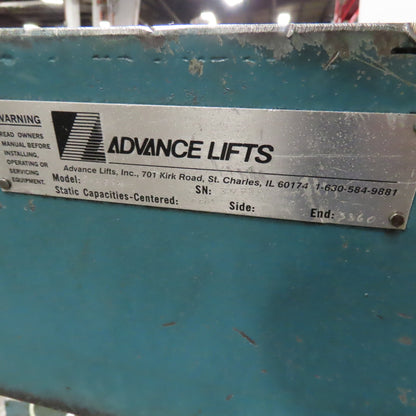 WARNING
READ OWNERS
MANUAL BEFORE
INSTALLING,
OPERATING OR
SERVICING
EQUIPMENT.
ADVANCE LIFTS
Advance Lifts, Inc., 701 Kirk Road, St. Charles, IL 60174 1-630-584-9881
Model: SN:
Static Capacities-Centered: Side: End: 3360